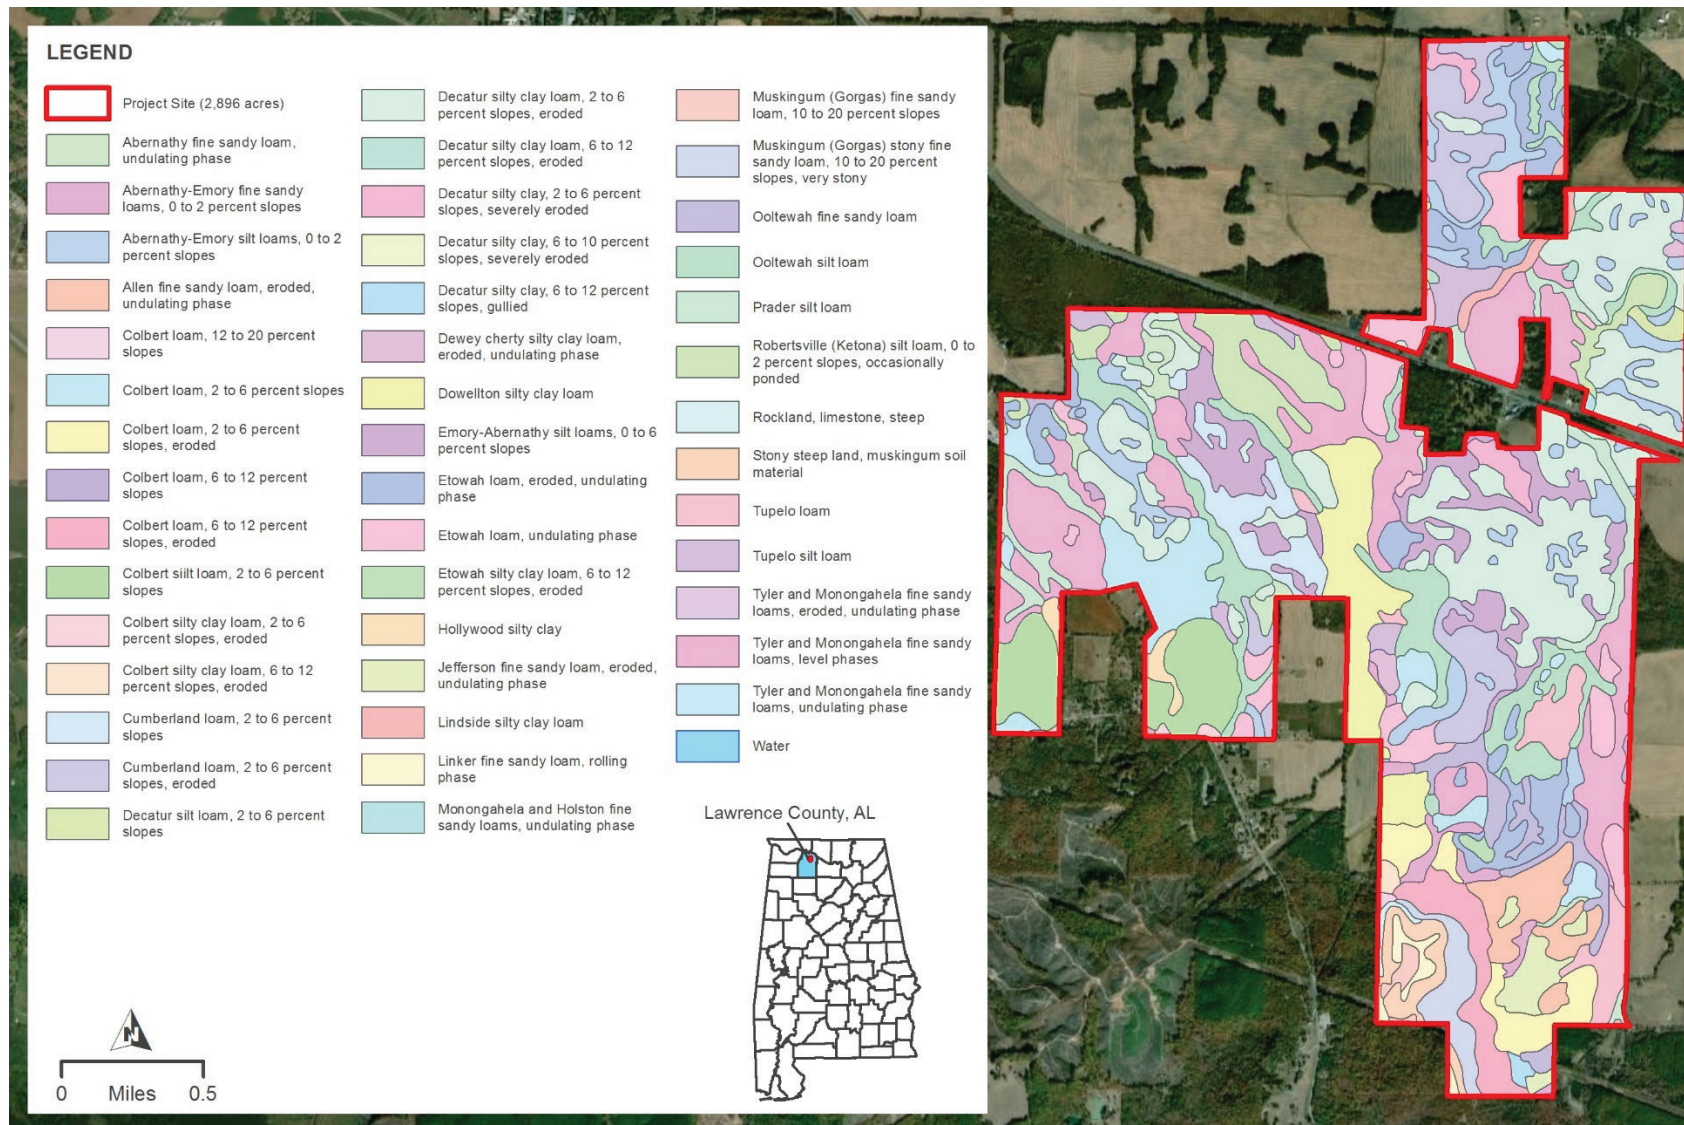 LEGEND
Project Site (2,896 acres)
Abernathy fine sandy loam,
undulating phase
Abernathy-Emory fine sandy
loams, 0 to 2 percent slopes
Abernathy-Emory silt loams, 0 to 2
percent slopes
Allen fine sandy loam, eroded,
undulating phase
Colbert loam, 12 to 20 percent
slopes
Colbert loam, 2 to 6 percent slopes
Colbert loam, 2 to 6 percent
slopes, eroded
Colbert loam, 6 to 12 percent
slopes
Colbert loam, 6 to 12 percent
slopes, eroded
Colbert siilt loam, 2 to 6 percent
slopes
Colbert silty clay loam, 2 to 6
percent slopes, eroded
Colbert silty clay loam, 6 to 12
percent slopes, eroded
Cumberland loam, 2 to 6 percent
slopes
Cumberland loam, 2 to 6 percent
slopes, eroded
Decatur silt loam, 2 to 6 percent
slopes
Decatur silty clay loam, 2 to 6
percent slopes, eroded
Decatur silty clay loam, 6 to 12
percent slopes, eroded
Decatur silty clay, 2 to 6 percent
slopes, severely eroded
Decatur silty clay, 6 to 10 percent
slopes, severely eroded
Decatur silty clay, 6 to 12 percent
slopes, gullied
Dewey cherty silty clay loam,
eroded, undulating phase
Dowellton silty clay loam
Emory-Abernathy silt loams, 0 to 6
percent slopes
Etowah loam, eroded, undulating
phase
Etowah loam, undulating phase
Etowah silty clay loam, 6 to 12
percent slopes, eroded
Hollywood silty clay
Jefferson fine sandy loam, eroded,
undulating phase
Lindside silty clay loam
Linker fine sandy loam, rolling
phase
Monongahela and Holston fine
sandy loams, undulating phase
Muskingum (Gorgas) fine sandy
loam, 10 to 20 percent slopes
Muskingum (Gorgas) stony fine
sandy loam, 10 to 20 percent
slopes, very stony
Ooltewah fine sandy loam
Ooltewah silt loam
Prader silt loam
Robertsville (Ketona) silt loam, 0 to
2 percent slopes, occasionally
ponded
Rockland, limestone, steep
Stony steep land, muskingum soil
material
Tupelo loam
Tupelo silt loam
Tyler and Monongahela fine sandy
loams, eroded, undulating phase
Tyler and Monongahela fine sandy
loams, level phases
Tyler and Monongahela fine sandy
loams, undulating phase
Water
Lawrence County, AL
N
0 Miles 0.5